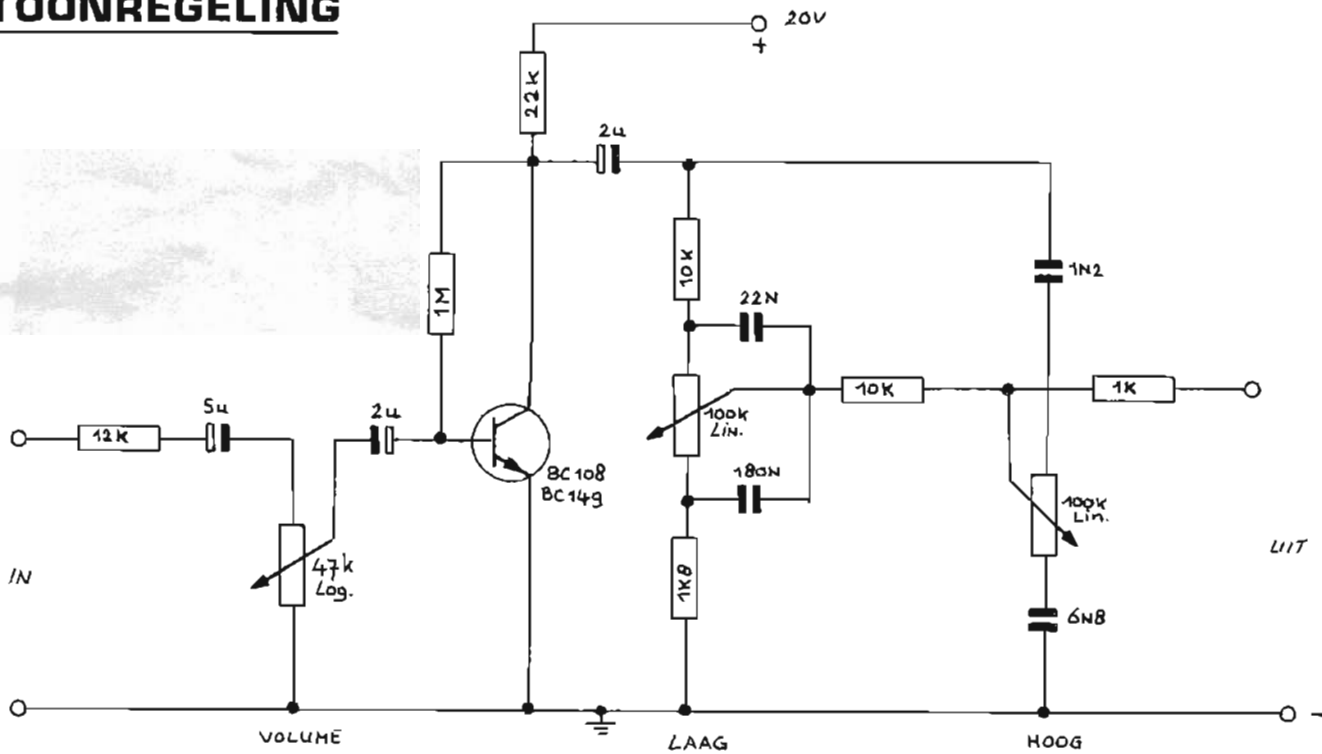 TOONREGELING
20V
+
22k
2u
1M
10K
22N
1N2
5u
12k
2u
BC108
BC149
100k
Lin.
10K
1K
180N
100k
Lin.
47k
Log.
1K8
6N8
IN
UIT
-
VOLUME
LAAG
HOOG